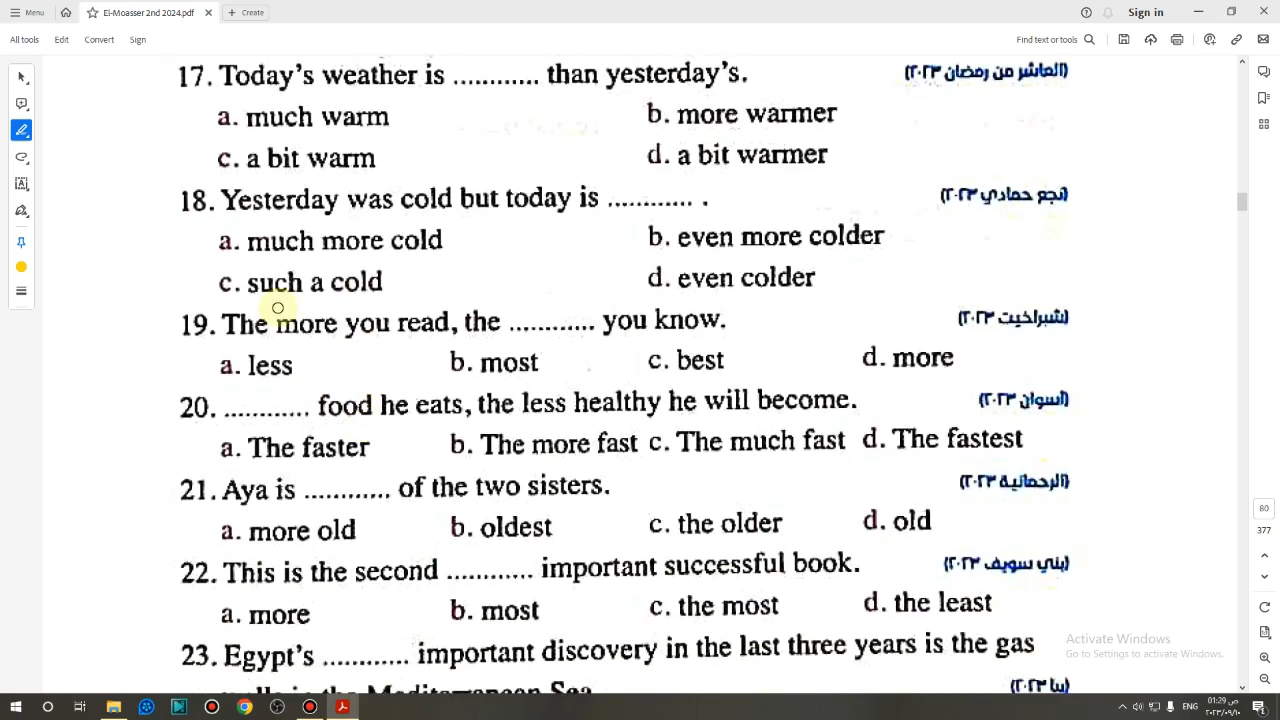 Menu
El-Moasser 2nd 2024.pdf
Create
Sign in
All tools Edit Convert Sign
Find text or tools
17. Today's weather is ............ than yesterday's. (العاشر من رمضان ٢٠٢٣)
a. much warm b. more warmer
c. a bit warm d. a bit warmer
18. Yesterday was cold but today is ............ . (نجع حمادي ٢٠٢٣)
a. much more cold b. even more colder
c. such a cold d. even colder
19. The more you read, the ............ you know. (شبراخيت ٢٠٢٣)
a. less b. most c. best d. more
20. ............ food he eats, the less healthy he will become. (أسوان ٢٠٢٣)
a. The faster b. The more fast c. The much fast d. The fastest
21. Aya is ............ of the two sisters. (الرحمانية ٢٠٢٣)
a. more old b. oldest c. the older d. old
22. This is the second ............ important successful book. (بني سويف ٢٠٢٣)
a. more b. most c. the most d. the least
23. Egypt's ............ important discovery in the last three years is the gas
(ببا ٢٠٢٣)
80
377
Activate Windows
Go to Settings to activate Windows.
ENG
01:29 ص